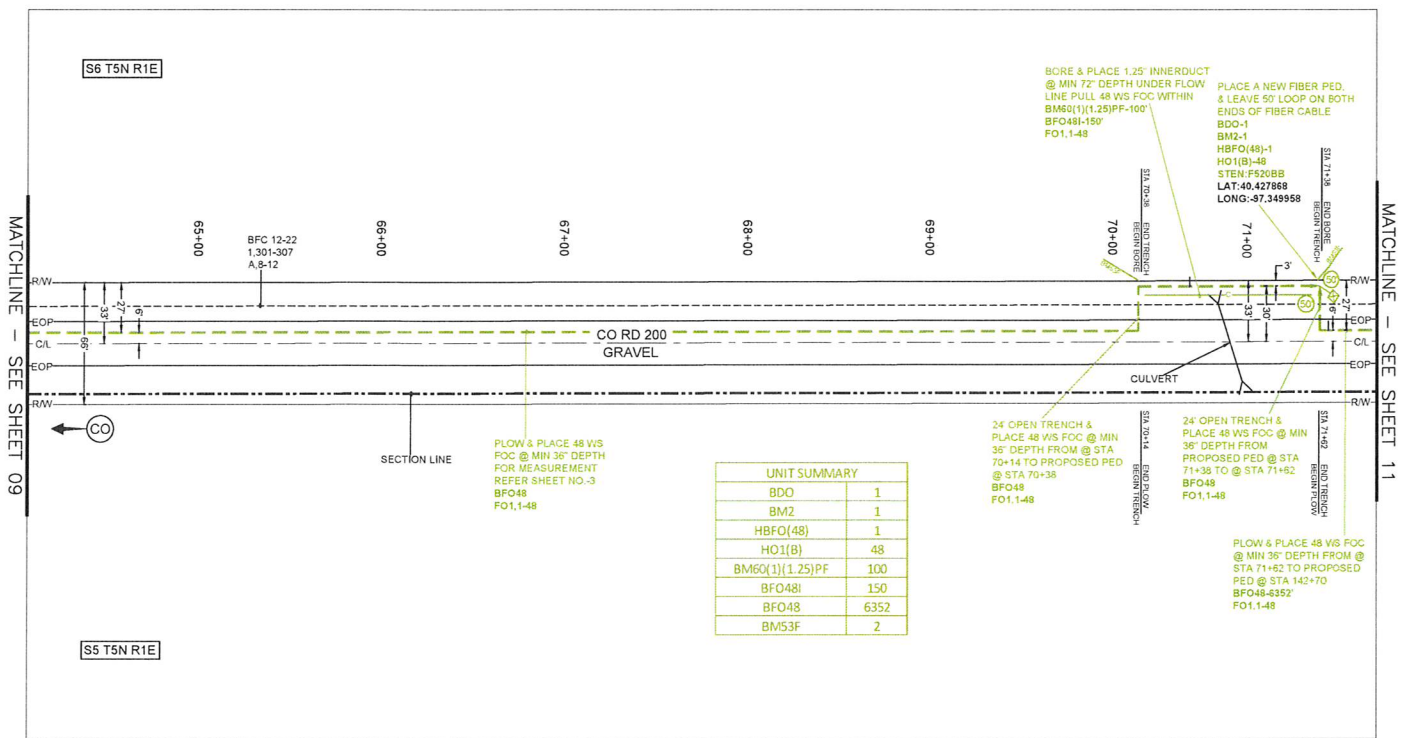 S6 T5N R1E
BORE & PLACE 1.25" INNERDUCT
@ MIN 72" DEPTH UNDER FLOW
LINE PULL 48 WS FOC WITHIN
BM60(1)(1.25)PF-100'
BFO48I-150'
FO1,1-48
PLACE A NEW FIBER PED.
& LEAVE 50' LOOP ON BOTH
ENDS OF FIBER CABLE
BDO-1
BM2-1
HBFO(48)-1
HO1(B)-48
STEN:F520BB
LAT:40.427868
LONG:-97.349958
STA 70+38 END TRENCH
BEGIN BORE
STA 71+38 END BORE
BEGIN TRENCH
MATCHLINE - SEE SHEET 09
MATCHLINE - SEE SHEET 11
65+00
66+00
67+00
68+00
69+00
70+00
71+00
BFC 12-22
1,301-307
A,8-12
R/W
EOP
C/L
EOP
R/W
33'
27'
6'
66'
CO RD 200
GRAVEL
3'
33'
30'
50'
50'
27'
6'
R/W
EOP
C/L
EOP
R/W
CULVERT
CO
SECTION LINE
PLOW & PLACE 48 WS
FOC @ MIN 36" DEPTH
FOR MEASUREMENT
REFER SHEET NO.-3
BFO48
FO1,1-48
UNIT SUMMARY
BDO 1
BM2 1
HBFO(48) 1
HO1(B) 48
BM60(1)(1.25)PF 100
BFO48I 150
BFO48 6352
BM53F 2
24' OPEN TRENCH &
PLACE 48 WS FOC @ MIN
36" DEPTH FROM @ STA
70+14 TO PROPOSED PED
@ STA 70+38
BFO48
FO1,1-48
STA 70+14 END PLOW
BEGIN TRENCH
24' OPEN TRENCH &
PLACE 48 WS FOC @ MIN
36" DEPTH FROM
PROPOSED PED @ STA
71+38 TO @ STA 71+62
BFO48
FO1,1-48
STA 71+62 END TRENCH
BEGIN PLOW
PLOW & PLACE 48 WS FOC
@ MIN 36" DEPTH FROM @
STA 71+62 TO PROPOSED
PED @ STA 142+70
BFO48-6352'
FO1,1-48
S5 T5N R1E